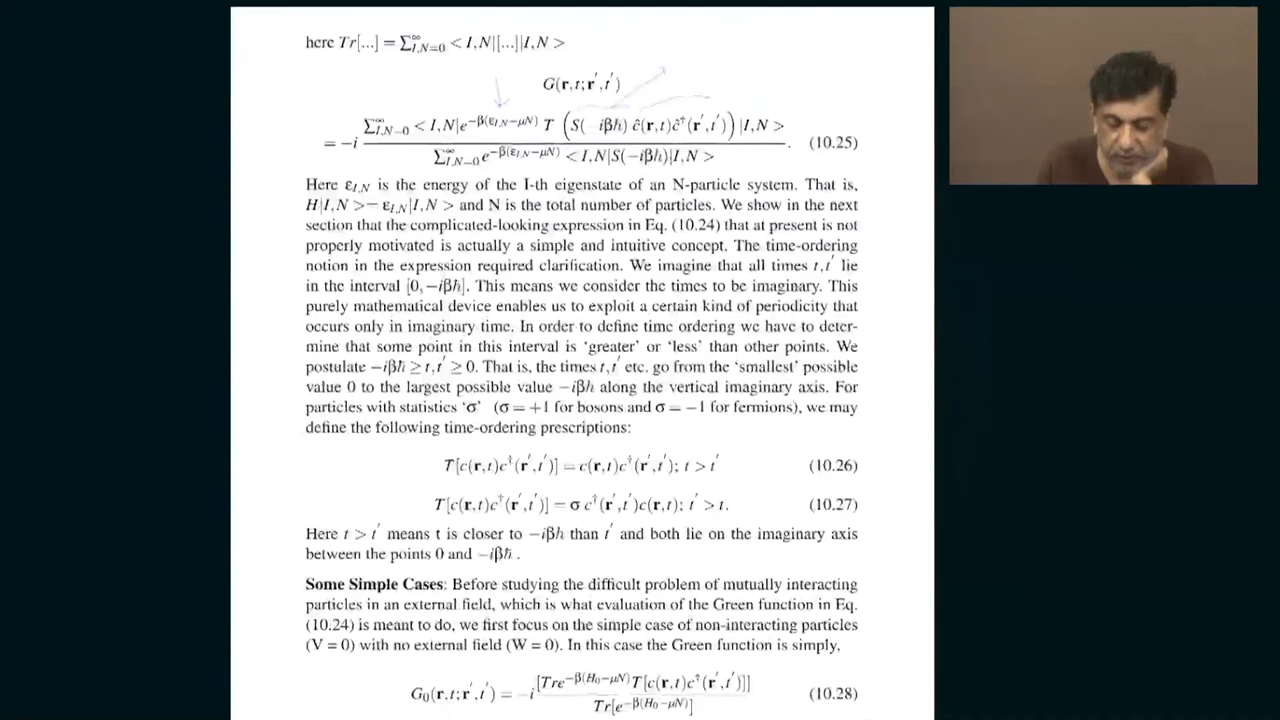 here Tr[...] = ∑^∞_{I,N=0} < I,N|[...]|I,N >
G(r,t;r′,t′)
= −i \frac{∑^∞_{I,N=0} < I,N|e^{−β(ε_{I,N}−μN)} T (S(−iβħ) ĉ(r,t)ĉ†(r′,t′)) |I,N >}{∑^∞_{I,N=0} e^{−β(ε_{I,N}−μN)} < I,N|S(−iβħ)|I,N >}. (10.25)
Here ε_{I,N} is the energy of the I-th eigenstate of an N-particle system. That is,
H|I,N >= ε_{I,N}|I,N > and N is the total number of particles. We show in the next
section that the complicated-looking expression in Eq. (10.24) that at present is not
properly motivated is actually a simple and intuitive concept. The time-ordering
notion in the expression required clarification. We imagine that all times t,t′ lie
in the interval [0,−iβħ]. This means we consider the times to be imaginary. This
purely mathematical device enables us to exploit a certain kind of periodicity that
occurs only in imaginary time. In order to define time ordering we have to deter-
mine that some point in this interval is ‘greater’ or ‘less’ than other points. We
postulate −iβħ ≥ t,t′ ≥ 0. That is, the times t,t′ etc. go from the ‘smallest’ possible
value 0 to the largest possible value −iβħ along the vertical imaginary axis. For
particles with statistics ‘σ’ (σ = +1 for bosons and σ = −1 for fermions), we may
define the following time-ordering prescriptions:
T[c(r,t)c†(r′,t′)] = c(r,t)c†(r′,t′); t > t′ (10.26)
T[c(r,t)c†(r′,t′)] = σ c†(r′,t′)c(r,t); t′ > t. (10.27)
Here t > t′ means t is closer to −iβħ than t′ and both lie on the imaginary axis
between the points 0 and −iβħ .
Some Simple Cases: Before studying the difficult problem of mutually interacting
particles in an external field, which is what evaluation of the Green function in Eq.
(10.24) is meant to do, we first focus on the simple case of non-interacting particles
(V = 0) with no external field (W = 0). In this case the Green function is simply,
G₀(r,t;r′,t′) = −i \frac{[Tre^{−β(H₀−μN)}T[c(r,t)c†(r′,t′)]]}{Tr[e^{−β(H₀−μN)}]} (10.28)